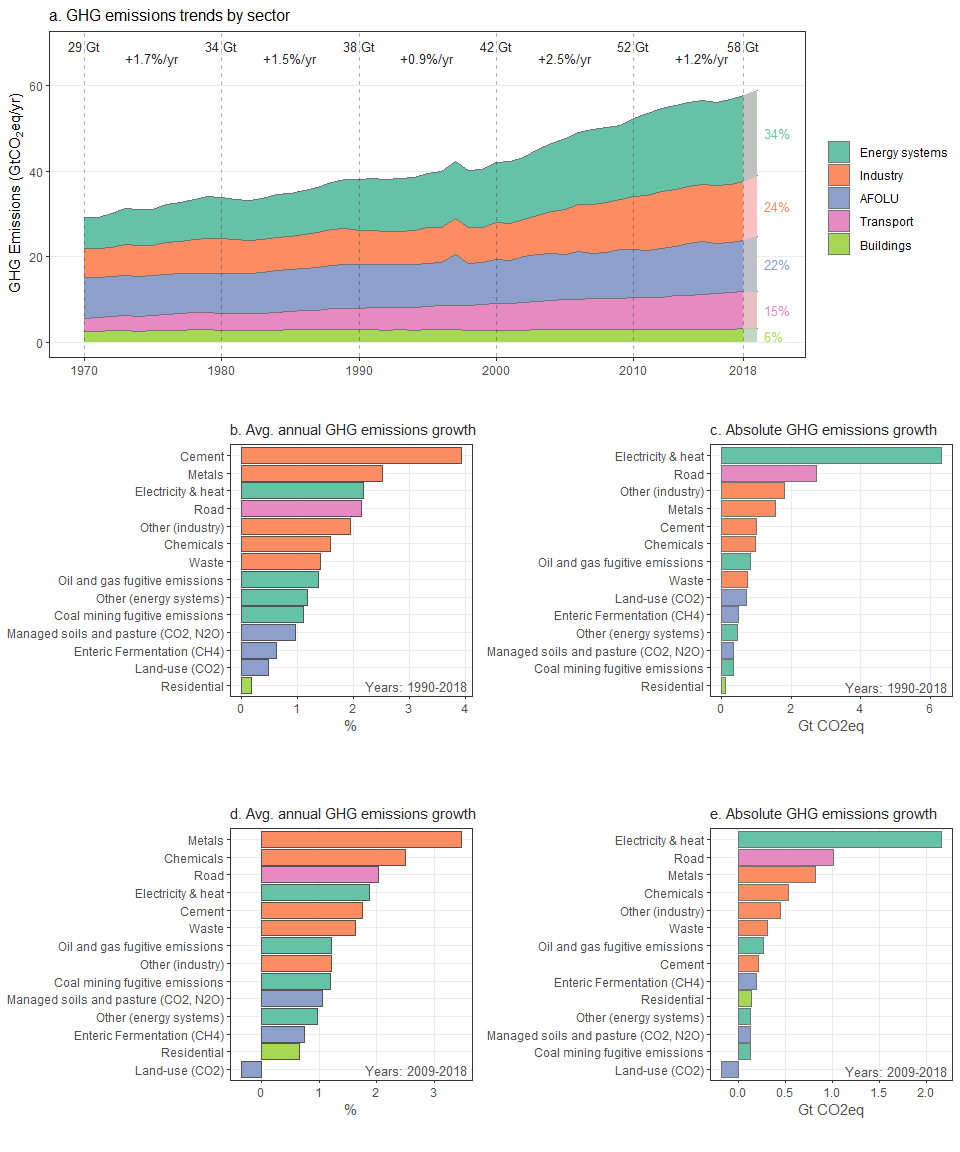 a. GHG emissions trends by sector
29 Gt 34 Gt 38 Gt 42 Gt 52 Gt 58 Gt
+1.7%/yr +1.5%/yr +0.9%/yr +2.5%/yr +1.2%/yr
GHG Emissions (GtCO2eq/yr)
60
40
20
0
34%
24%
22%
15%
6%
1970 1980 1990 2000 2010 2018
Energy systems
Industry
AFOLU
Transport
Buildings
b. Avg. annual GHG emissions growth
Cement
Metals
Electricity & heat
Road
Other (industry)
Chemicals
Waste
Oil and gas fugitive emissions
Other (energy systems)
Coal mining fugitive emissions
Managed soils and pasture (CO2, N2O)
Enteric Fermentation (CH4)
Land-use (CO2)
Residential
Years: 1990-2018
0 1 2 3 4
%
c. Absolute GHG emissions growth
Electricity & heat
Road
Other (industry)
Metals
Cement
Chemicals
Oil and gas fugitive emissions
Waste
Land-use (CO2)
Enteric Fermentation (CH4)
Other (energy systems)
Managed soils and pasture (CO2, N2O)
Coal mining fugitive emissions
Residential
Years: 1990-2018
0 2 4 6
Gt CO2eq
d. Avg. annual GHG emissions growth
Metals
Chemicals
Road
Electricity & heat
Cement
Waste
Oil and gas fugitive emissions
Other (industry)
Coal mining fugitive emissions
Managed soils and pasture (CO2, N2O)
Other (energy systems)
Enteric Fermentation (CH4)
Residential
Land-use (CO2)
Years: 2009-2018
0 1 2 3
%
e. Absolute GHG emissions growth
Electricity & heat
Road
Metals
Chemicals
Other (industry)
Waste
Oil and gas fugitive emissions
Cement
Enteric Fermentation (CH4)
Residential
Other (energy systems)
Managed soils and pasture (CO2, N2O)
Coal mining fugitive emissions
Land-use (CO2)
Years: 2009-2018
0.0 0.5 1.0 1.5 2.0
Gt CO2eq